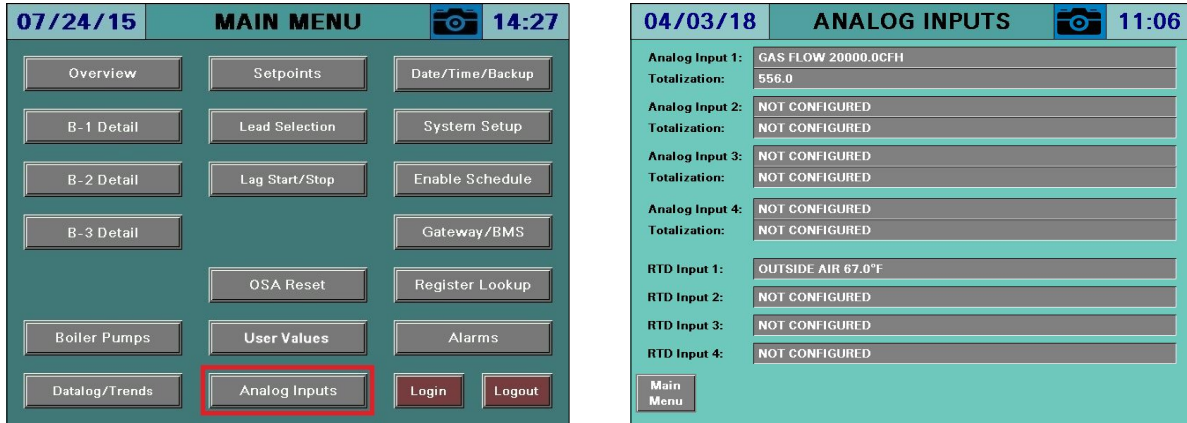 07/24/15 MAIN MENU 14:27
Overview Setpoints Date/Time/Backup
B-1 Detail Lead Selection System Setup
B-2 Detail Lag Start/Stop Enable Schedule
B-3 Detail Gateway/BMS
OSA Reset Register Lookup
Boiler Pumps User Values Alarms
Datalog/Trends Analog Inputs Login Logout
04/03/18 ANALOG INPUTS 11:06
Analog Input 1: GAS FLOW 20000.0CFH
Totalization: 556.0
Analog Input 2: NOT CONFIGURED
Totalization: NOT CONFIGURED
Analog Input 3: NOT CONFIGURED
Totalization: NOT CONFIGURED
Analog Input 4: NOT CONFIGURED
Totalization: NOT CONFIGURED
RTD Input 1: OUTSIDE AIR 67.0°F
RTD Input 2: NOT CONFIGURED
RTD Input 3: NOT CONFIGURED
RTD Input 4: NOT CONFIGURED
Main
Menu